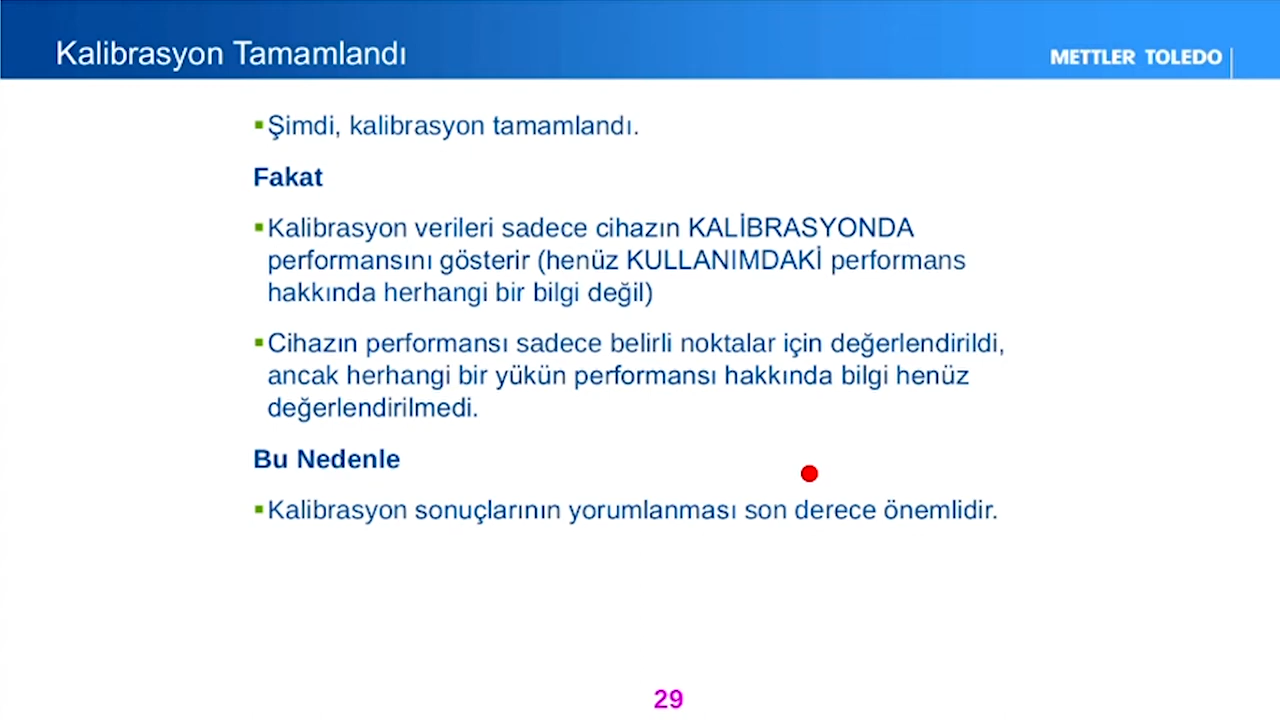 Kalibrasyon Tamamlandı
METTLER TOLEDO
▪Şimdi, kalibrasyon tamamlandı.
Fakat
▪Kalibrasyon verileri sadece cihazın KALİBRASYONDA
performansını gösterir (henüz KULLANIMDAKİ performans
hakkında herhangi bir bilgi değil)
▪Cihazın performansı sadece belirli noktalar için değerlendirildi,
ancak herhangi bir yükün performansı hakkında bilgi henüz
değerlendirilmedi.
Bu Nedenle
▪Kalibrasyon sonuçlarının yorumlanması son derece önemlidir.
29